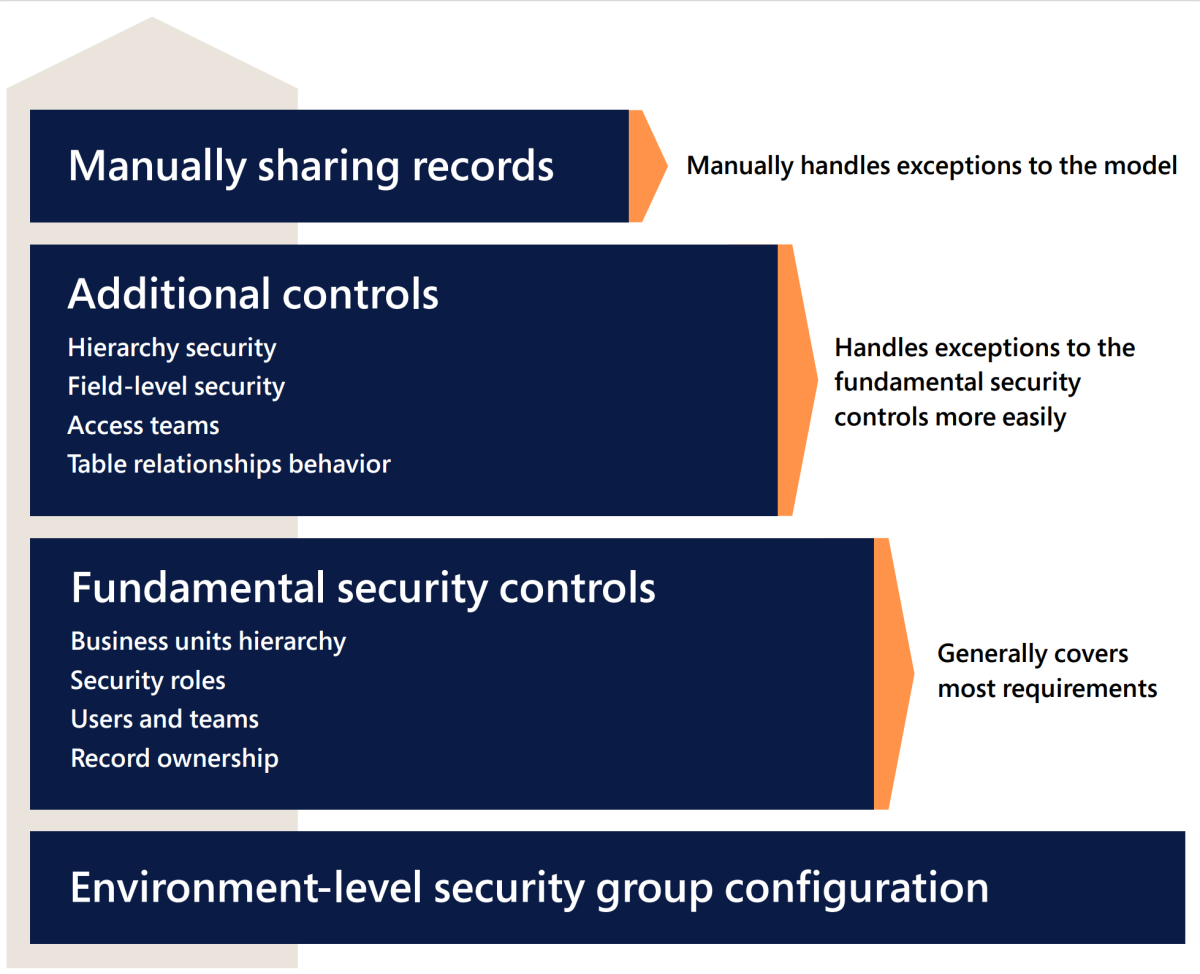 Manually sharing records
Manually handles exceptions to the model
Additional controls
Hierarchy security
Field-level security
Access teams
Table relationships behavior
Handles exceptions to the
fundamental security
controls more easily
Fundamental security controls
Business units hierarchy
Security roles
Users and teams
Record ownership
Generally covers
most requirements
Environment-level security group configuration